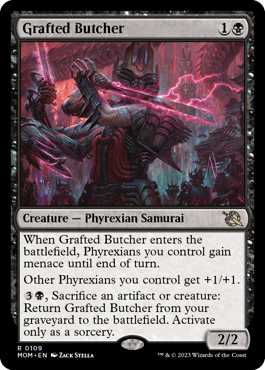 Grafted Butcher 1
Creature — Phyrexian Samurai
When Grafted Butcher enters the
battlefield, Phyrexians you control gain
menace until end of turn.
Other Phyrexians you control get +1/+1.
3, Sacrifice an artifact or creature:
Return Grafted Butcher from your
graveyard to the battlefield. Activate
only as a sorcery.
2/2
R 0109
MOM • EN ZACK STELLA
™ & © 2023 Wizards of the Coast